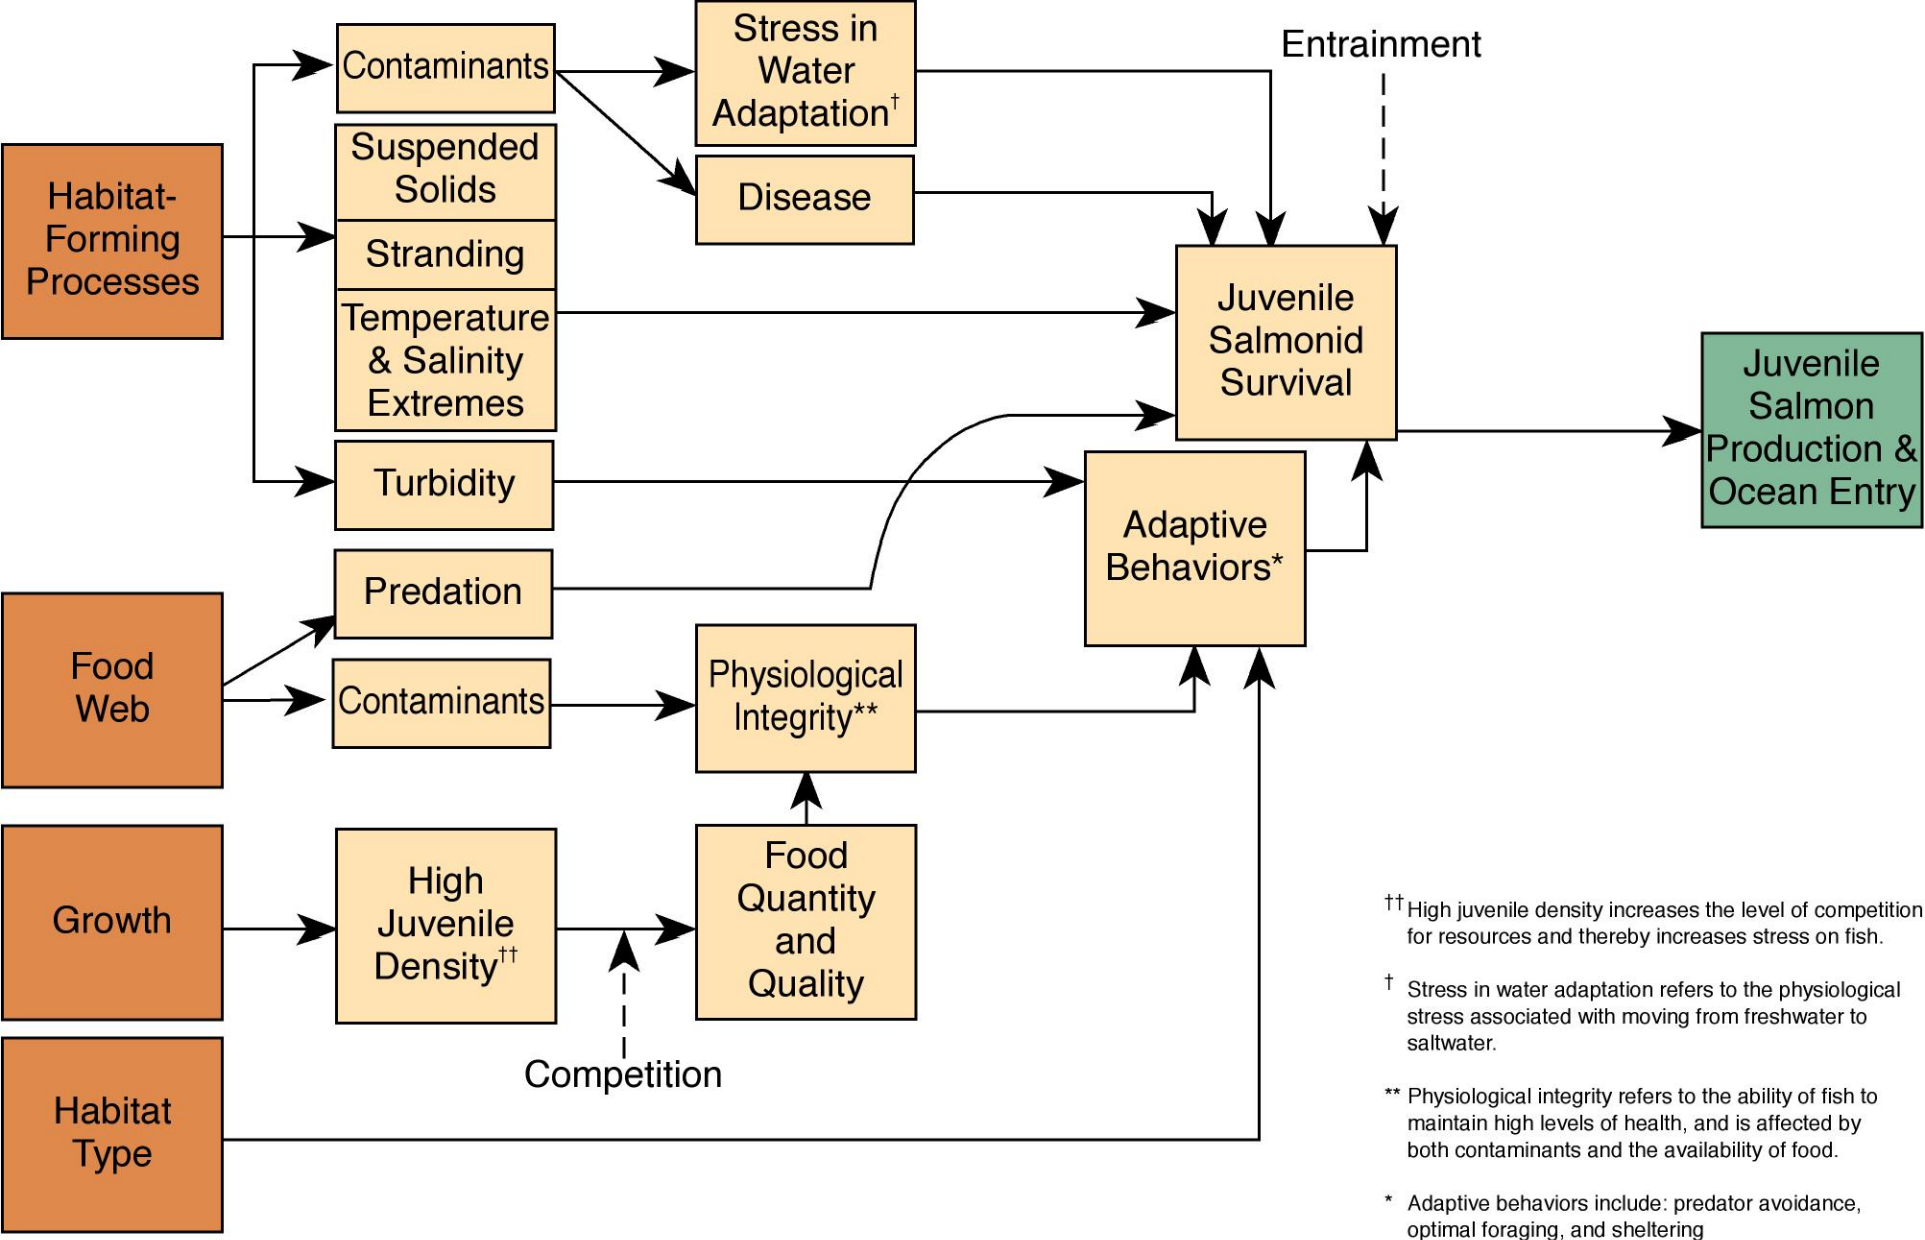 Contaminants
Stress in
Water
Adaptation†
Entrainment
Habitat-
Forming
Processes
Suspended
Solids
Disease
Stranding
Temperature
& Salinity
Extremes
Juvenile
Salmonid
Survival
Juvenile
Salmon
Production &
Ocean Entry
Turbidity
Adaptive
Behaviors*
Predation
Food
Web
Contaminants
Physiological
Integrity**
Growth
High
Juvenile
Density††
Food
Quantity
and
Quality
Competition
Habitat
Type
†† High juvenile density increases the level of competition
for resources and thereby increases stress on fish.
† Stress in water adaptation refers to the physiological
stress associated with moving from freshwater to
saltwater.
** Physiological integrity refers to the ability of fish to
maintain high levels of health, and is affected by
both contaminants and the availability of food.
* Adaptive behaviors include: predator avoidance,
optimal foraging, and sheltering